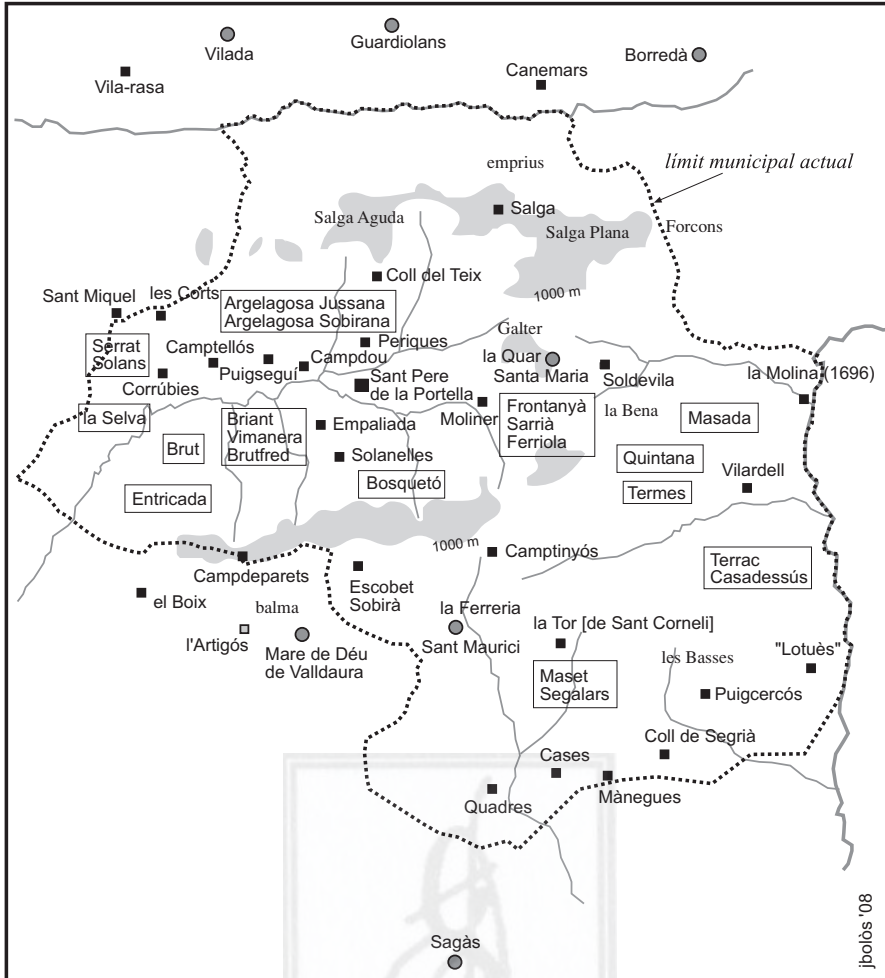 Guardiolans
Vilada
Borredà
Vila-rasa
Canemars
emprius
límit municipal actual
Salga
Salga Aguda
Salga Plana
Forcons
Coll del Teix
1000 m
Sant Miquel
les Corts
Argelagosa Jussana
Argelagosa Sobirana
Galter
Serrat
Solans
Camptellós
Periques
Campdou
Puigseguí
Corrúbies
la Quar
Santa Maria
Soldevila
la Molina (1696)
Sant Pere
de la Portella
Moliner
la Selva
Briant
Vimanera
Brutfred
Empaliada
Frontanyà
Sarrià
Ferriola
la Bena
Masada
Brut
Solanelles
Quintana
Bosquetó
Vilardell
Entricada
Termes
1000 m
Camptinyós
Campdeparets
Escobet
Sobirà
Terrac
Casadessús
el Boix
balma
la Ferreria
Sant Maurici
la Tor [de Sant Corneli]
l'Artigós
Mare de Déu
de Valldaura
les Basses
"Lotuès"
Maset
Segalars
Puigcercós
Coll de Segrià
Cases
Mànegues
Quadres
Sagàs
jbolòs '08